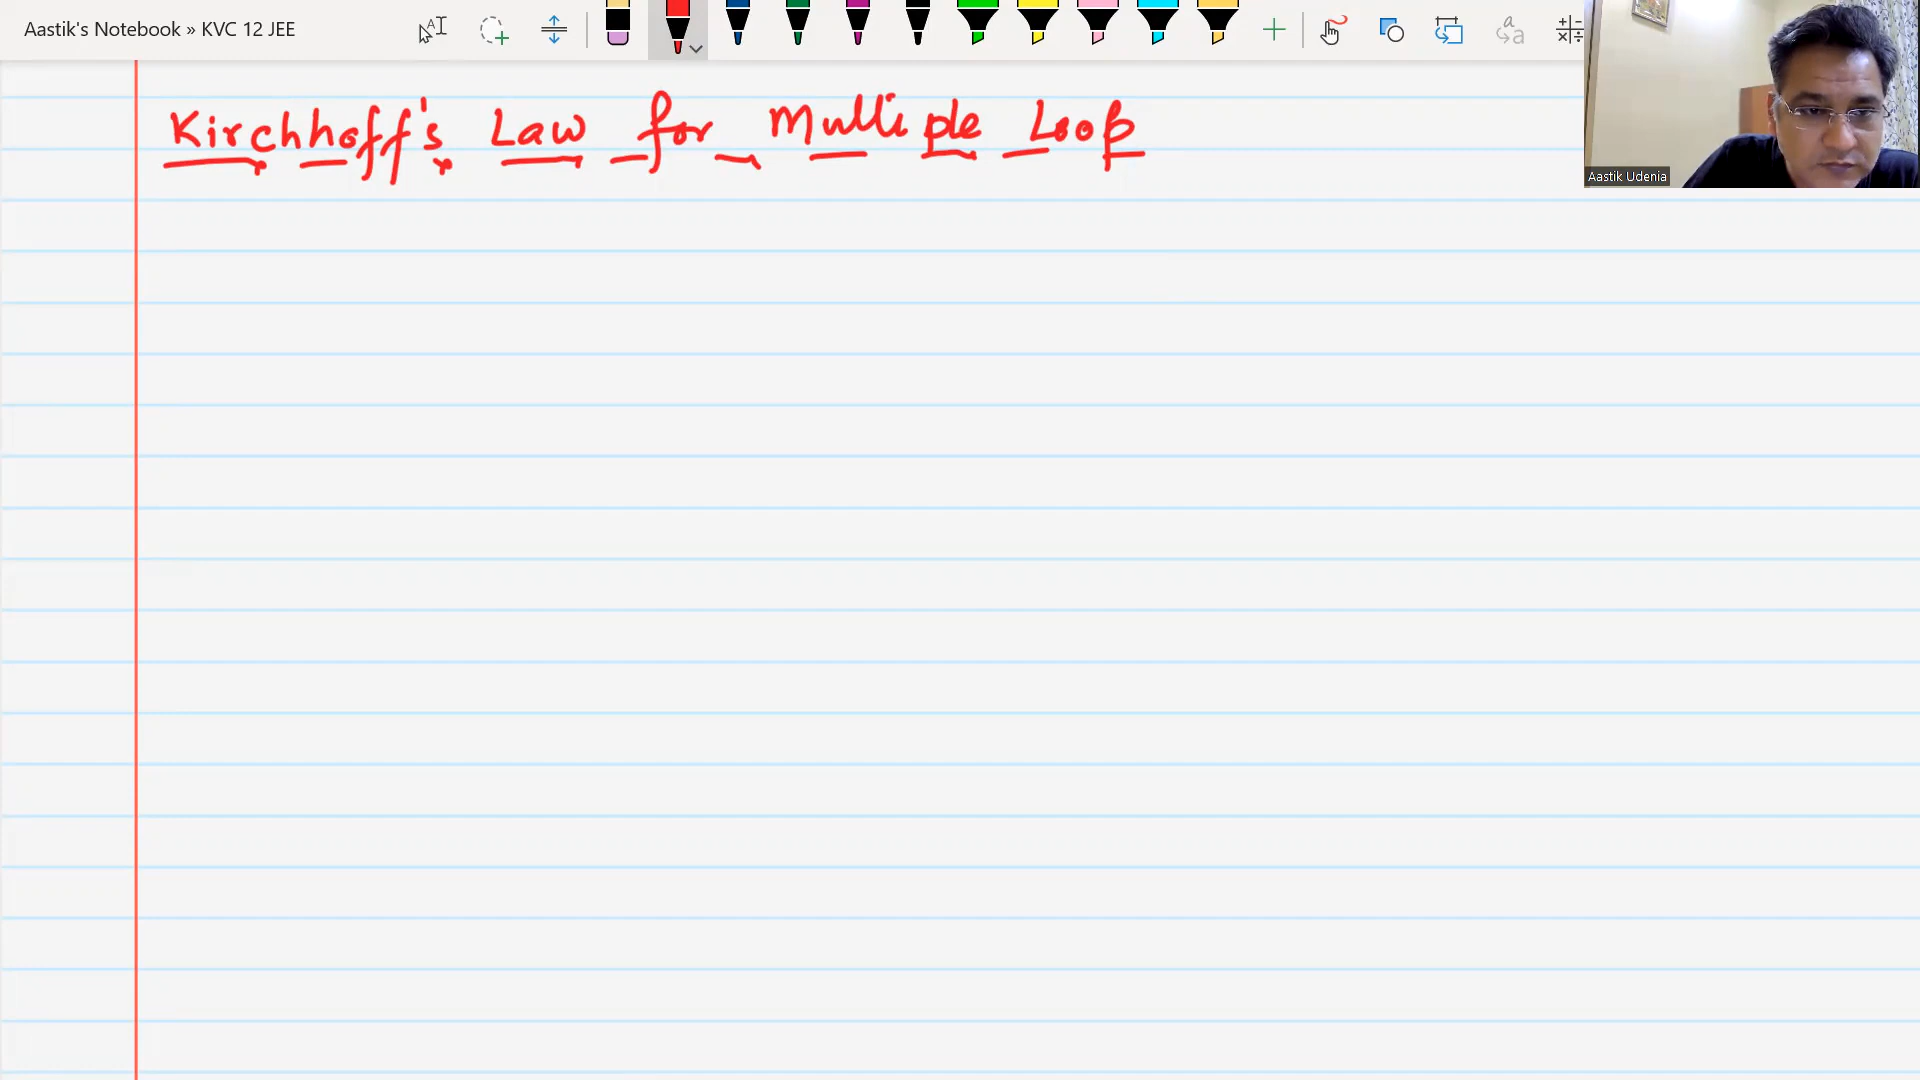 Aastik's Notebook » KVC 12 JEE
Kirchhoff's Law for Multiple Loop
Aastik Udenia